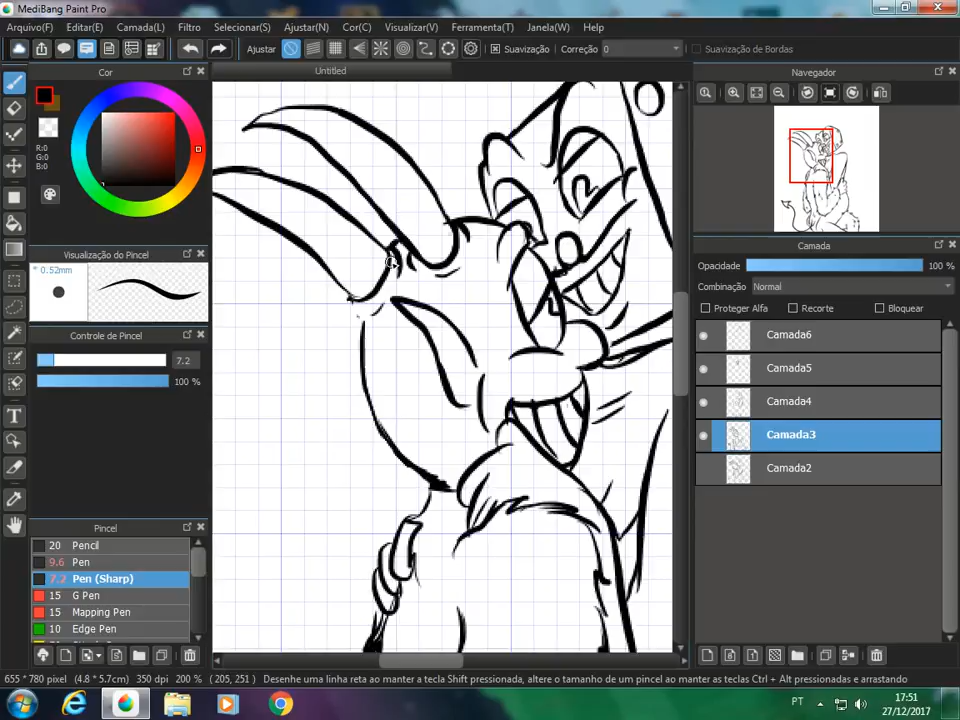 MediBang Paint Pro
Arquivo(F) Editar(E) Camada(L) Filtro Selecionar(S) Ajustar(N) Cor(C) Visualizar(V) Ferramenta(T) Janela(W) Help
Ajustar Suavização Correção 0 Suavização de Bordas
Cor
Untitled
Navegador
R:0
G:0
B:0
Visualização do Pincel
* 0.52mm
Controle de Pincel
7.2
100 %
Camada
Opacidade 100 %
Combinação Normal
Proteger Alfa Recorte Bloquear
Camada6
Camada5
Camada4
Camada3
Camada2
Pincel
20 Pencil
9.6 Pen
7.2 Pen (Sharp)
15 G Pen
15 Mapping Pen
10 Edge Pen
655 * 780 pixel (4.8 * 5.7cm) 350 dpi 200 % (205, 251) Desenhe uma linha reta ao manter a tecla Shift pressionada, altere o tamanho de um pincel ao manter as teclas Ctrl + Alt pressionadas e arrastando
PT
17:51
27/12/2017